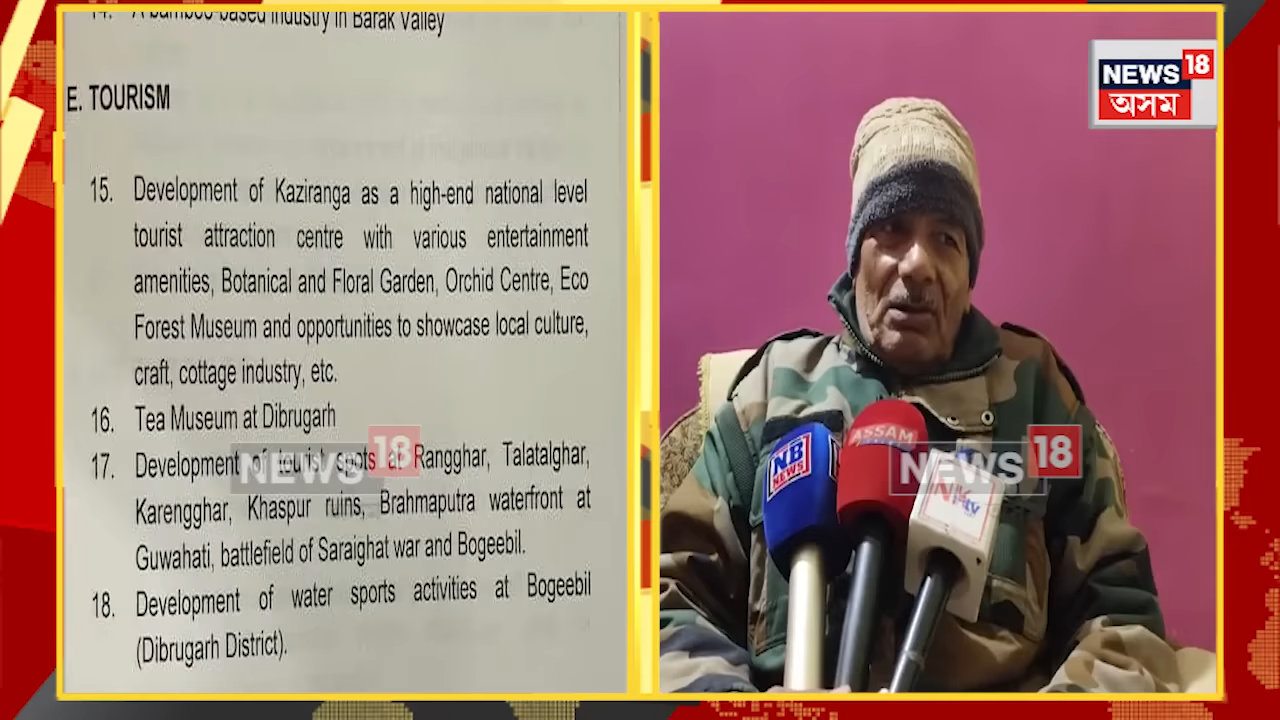 14. A bamboo-based industry in Barak Valley
E. TOURISM
15. Development of Kaziranga as a high-end national level
tourist attraction centre with various entertainment
amenities, Botanical and Floral Garden, Orchid Centre, Eco
Forest Museum and opportunities to showcase local culture,
craft, cottage industry, etc.
16. Tea Museum at Dibrugarh
17. Development of tourist spots at Rangghar, Talatalghar,
Karengghar, Khaspur ruins, Brahmaputra waterfront at
Guwahati, battlefield of Saraighat war and Bogeebil.
18. Development of water sports activities at Bogeebil
(Dibrugarh District).
NEWS 18
NEWS 18
অসম
NB
NEWS
ASSAM
NEWS 18